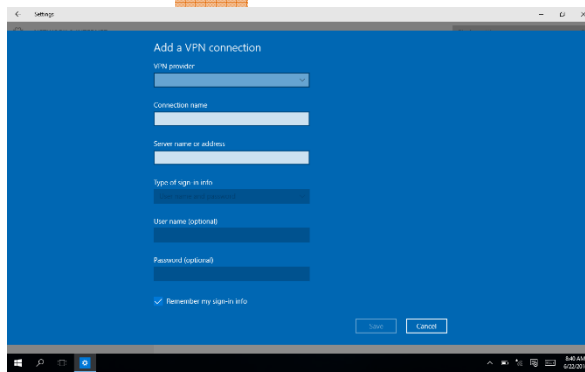 Settings
Add a VPN connection
VPN provider
Connection name
Server name or address
Type of sign-in info
User name (optional)
Password (optional)
Remember my sign-in info
Save
Cancel
8:40 AM